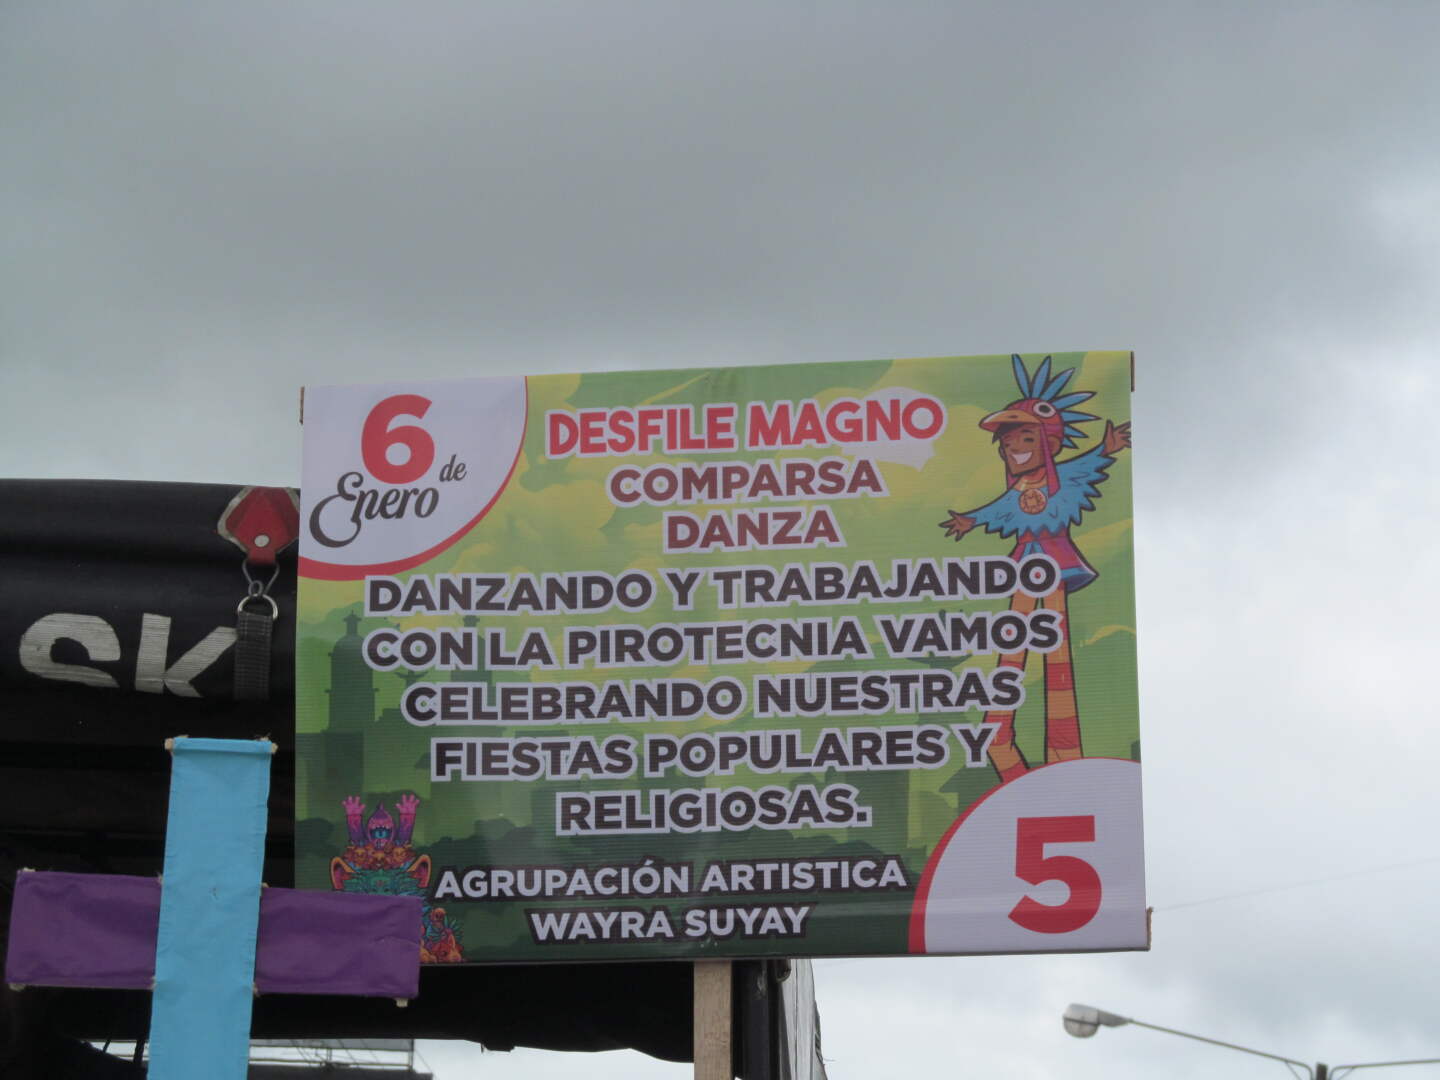 6
de
Enero
DESFILE MAGNO
COMPARSA
DANZA
DANZANDO Y TRABAJANDO
CON LA PIROTECNIA VAMOS
CELEBRANDO NUESTRAS
FIESTAS POPULARES Y
RELIGIOSAS.
AGRUPACIÓN ARTISTICA
WAYRA SUYAY
5
SK